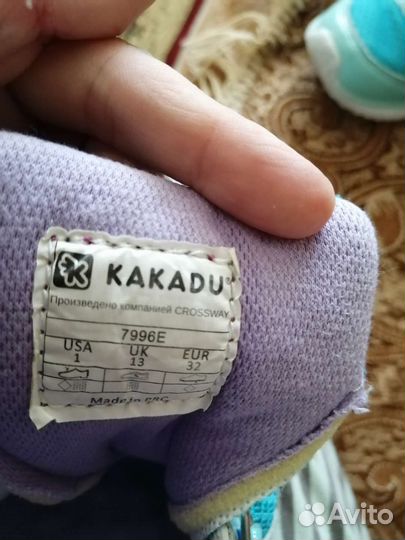 KAKADU®
Произведено компанией CROSSWAY
7996E
USA UK EUR
1 13 32
Made in PRC
Avito